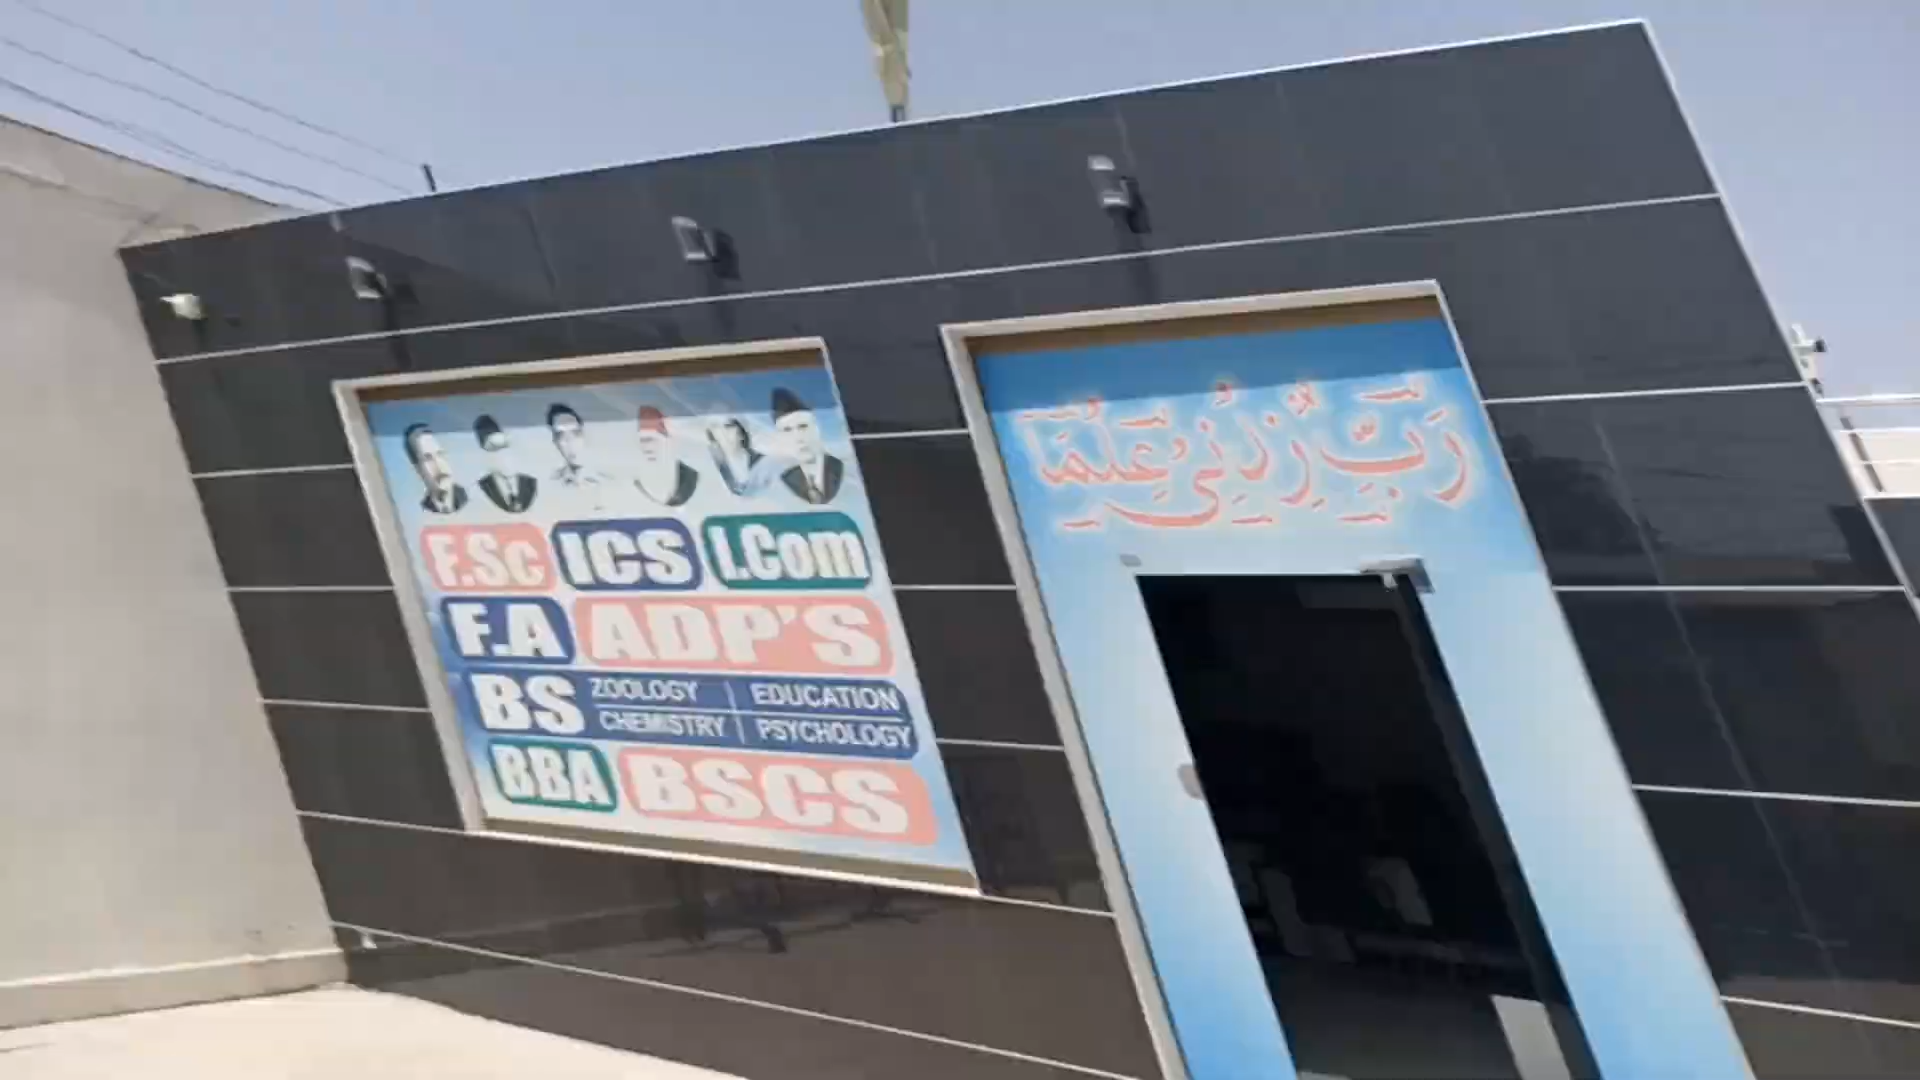 F.Sc ICS I.Com
F.A ADP'S
BS ZOOLOGY | EDUCATION
CHEMISTRY | PSYCHOLOGY
BBA BSCS
رَبِّ زِدْنِي عِلْمًا